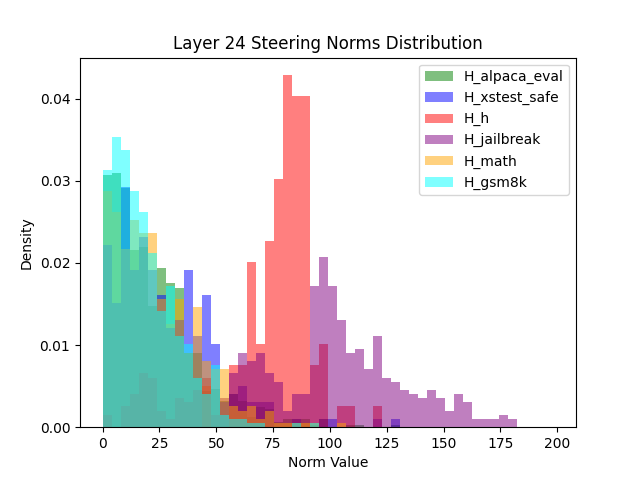 Layer 24 Steering Norms Distribution
H_alpaca_eval
H_xstest_safe
H_h
H_jailbreak
H_math
H_gsm8k
0.04
0.03
0.02
0.01
0.00
Density
0 25 50 75 100 125 150 175 200
Norm Value